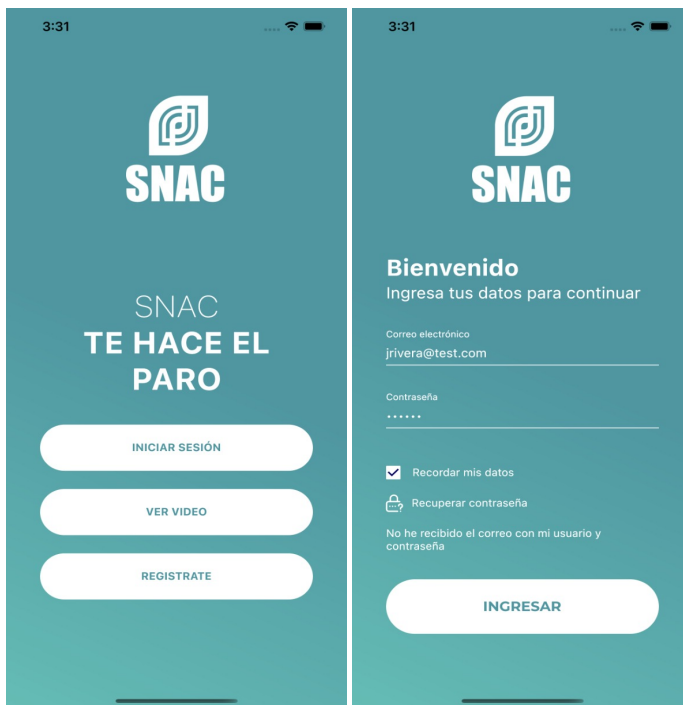 3:31
SNAC
SNAC
TE HACE EL
PARO
INICIAR SESIÓN
VER VIDEO
REGISTRATE
3:31
SNAC
Bienvenido
Ingresa tus datos para continuar
Correo electrónico
jrivera@test.com
Contraseña
••••••
Recordar mis datos
Recuperar contraseña
No he recibido el correo con mi usuario y
contraseña
INGRESAR